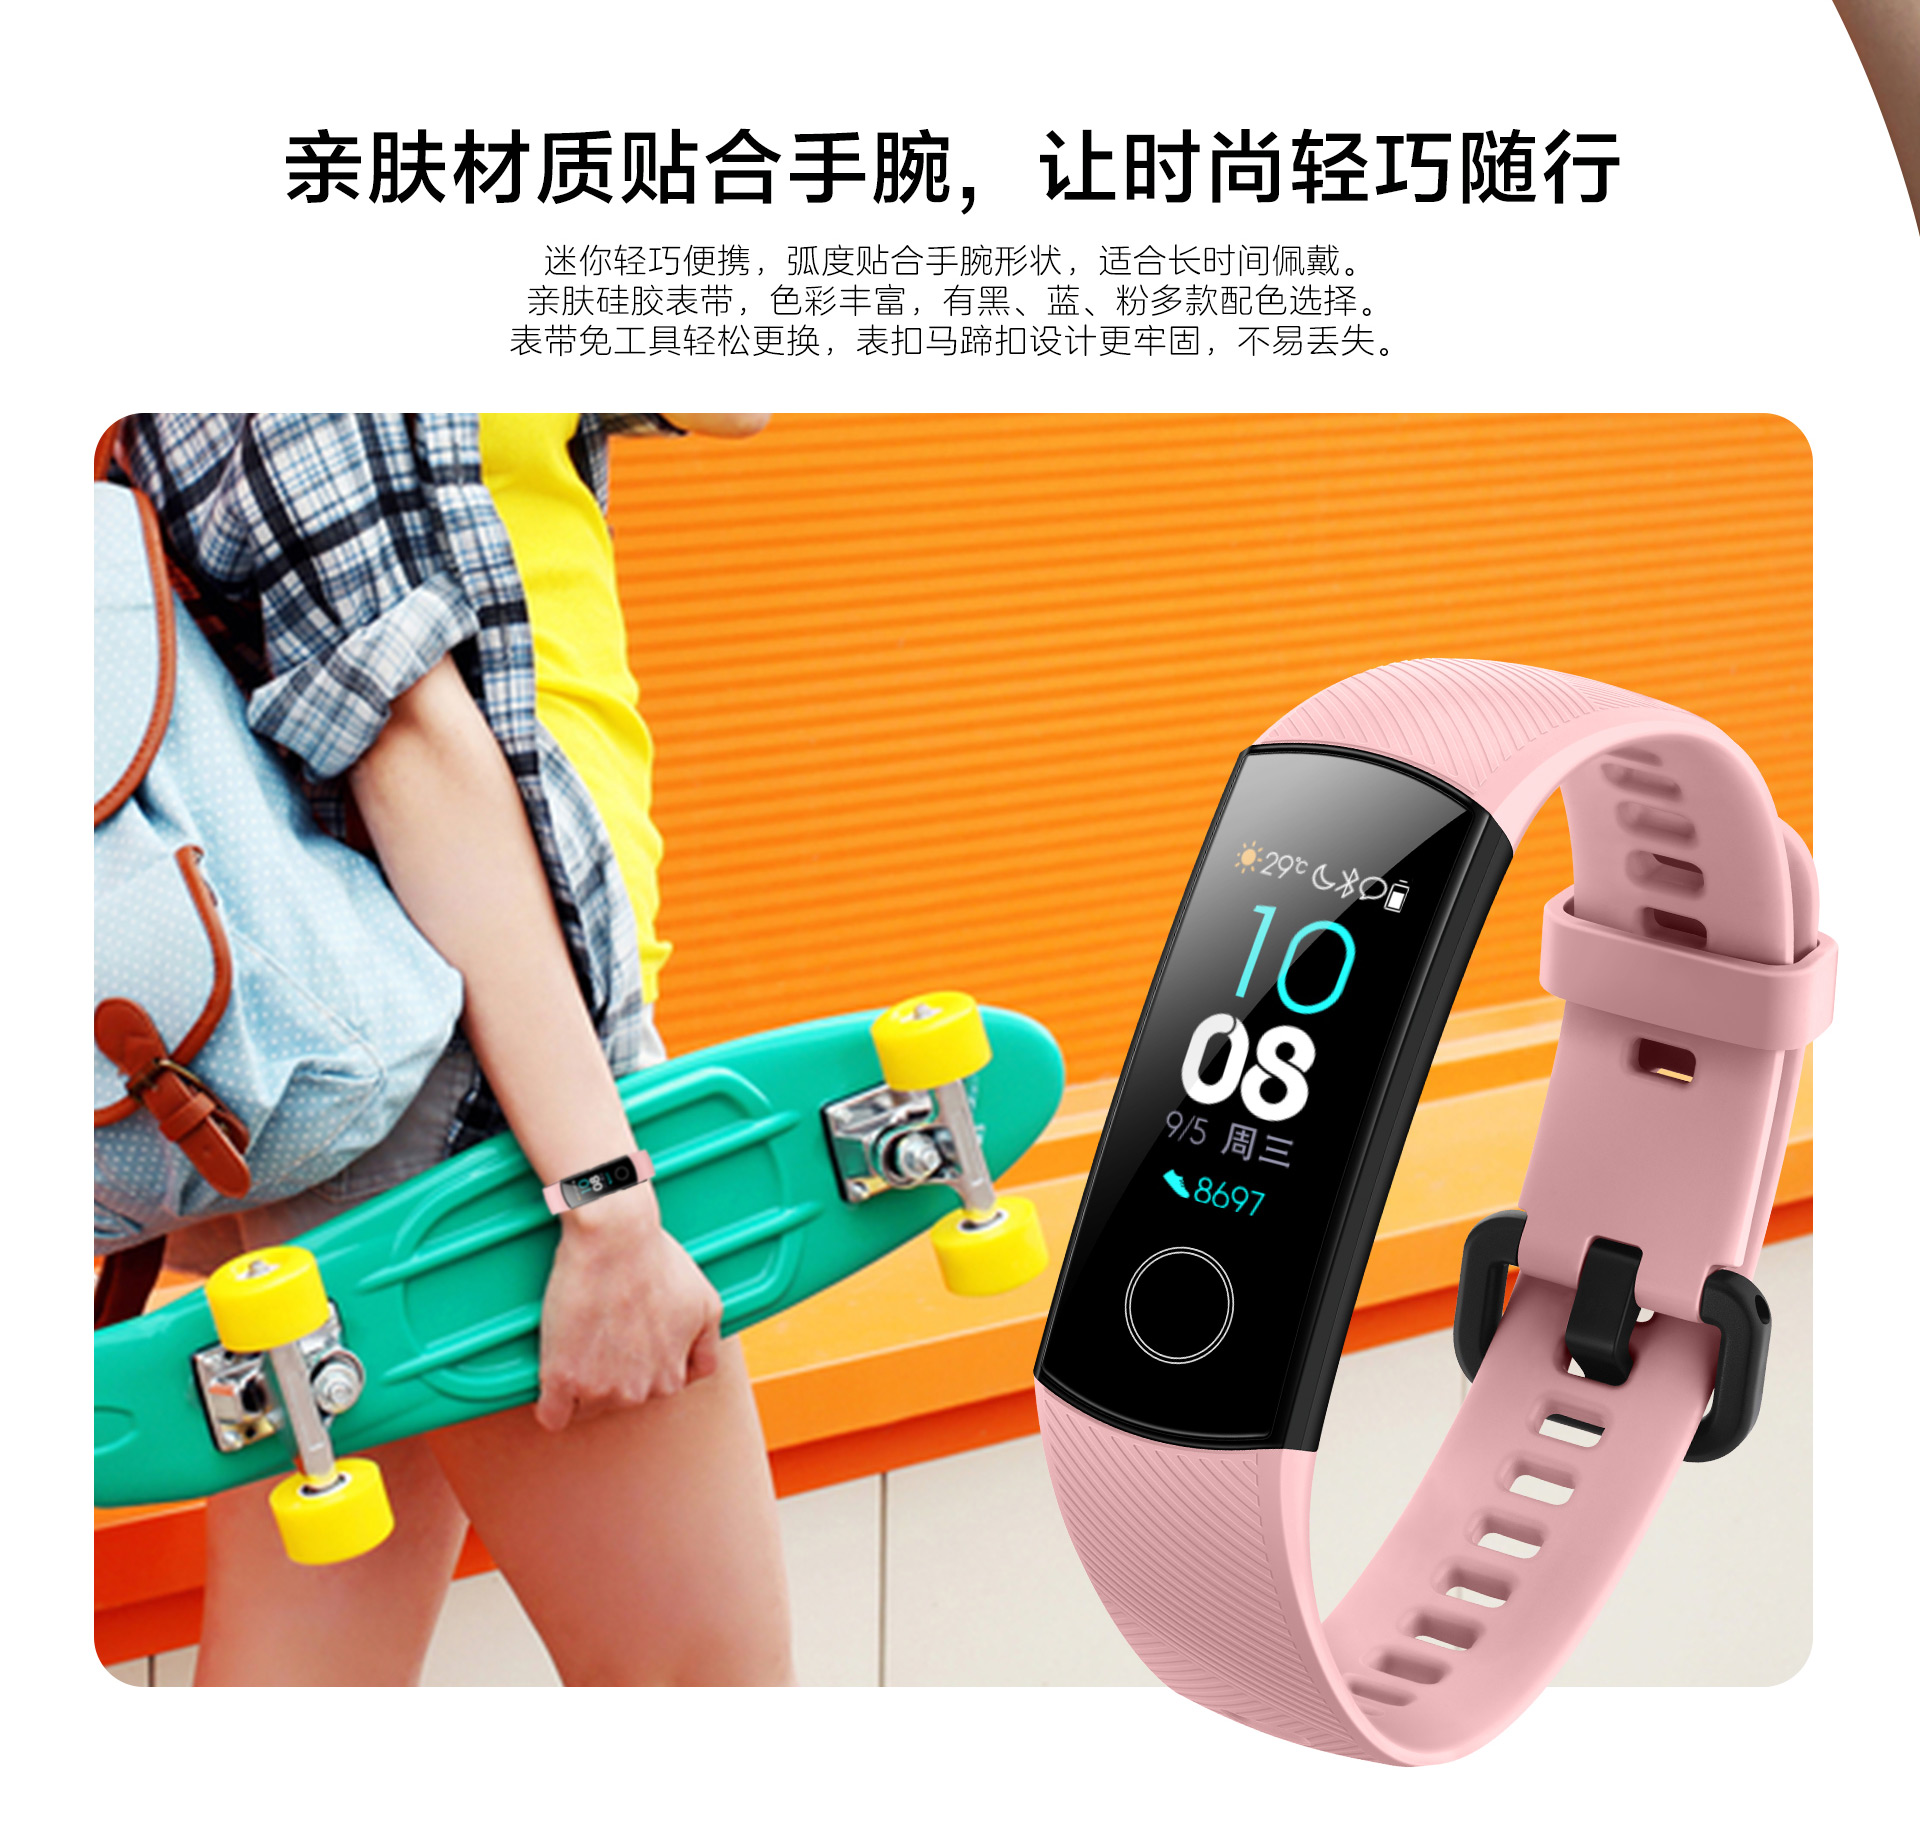 亲肤材质贴合手腕，让时尚轻巧随行
迷你轻巧便携，弧度贴合手腕形状，适合长时间佩戴。
亲肤硅胶表带，色彩丰富，有黑、蓝、粉多款配色选择。
表带免工具轻松更换，表扣马蹄扣设计更牢固，不易丢失。
29℃
10
08
9/5 周三
8697